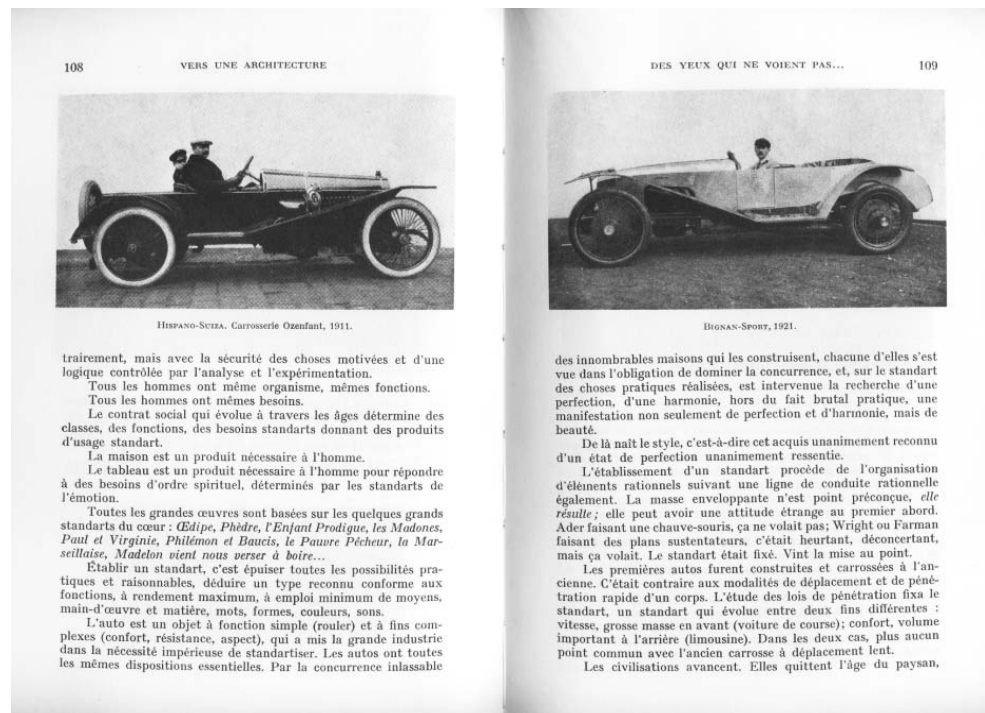 108
VERS UNE ARCHITECTURE
HISPANO-SUIZA. Carrosserie Ozenfant, 1911.
trairement, mais avec la sécurité des choses motivées et d'une
logique contrôlée par l'analyse et l'expérimentation.
Tous les hommes ont même organisme, mêmes fonctions.
Tous les hommes ont mêmes besoins.
Le contrat social qui évolue à travers les âges détermine des
classes, des fonctions, des besoins standarts donnant des produits
d'usage standart.
La maison est un produit nécessaire à l'homme.
Le tableau est un produit nécessaire à l'homme pour répondre
à des besoins d'ordre spirituel, déterminés par les standarts de
l'émotion.
Toutes les grandes œuvres sont basées sur les quelques grands
standarts du cœur : Œdipe, Phèdre, l'Enfant Prodigue, les Madones,
Paul et Virginie, Philémon et Baucis, le Pauvre Pêcheur, la Mar-
seillaise, Madelon vient nous verser à boire...
Établir un standart, c'est épuiser toutes les possibilités pra-
tiques et raisonnables, déduire un type reconnu conforme aux
fonctions, à rendement maximum, à emploi minimum de moyens,
main-d'œuvre et matière, mots, formes, couleurs, sons.
L'auto est un objet à fonction simple (rouler) et à fins com-
plexes (confort, résistance, aspect), qui a mis la grande industrie
dans la nécessité impérieuse de standartiser. Les autos ont toutes
les mêmes dispositions essentielles. Par la concurrence inlassable
DES YEUX QUI NE VOIENT PAS...
109
BIGNAN-SPORT, 1921.
des innombrables maisons qui les construisent, chacune d'elles s'est
vue dans l'obligation de dominer la concurrence, et, sur le standart
des choses pratiques réalisées, est intervenue la recherche d'une
perfection, d'une harmonie, hors du fait brutal pratique, une
manifestation non seulement de perfection et d'harmonie, mais de
beauté.
De là naît le style, c'est-à-dire cet acquis unanimement reconnu
d'un état de perfection unanimement ressentie.
L'établissement d'un standart procède de l'organisation
d'éléments rationnels suivant une ligne de conduite rationnelle
également. La masse enveloppante n'est point préconçue, elle
résulte ; elle peut avoir une attitude étrange au premier abord.
Ader faisant une chauve-souris, ça ne volait pas; Wright ou Farman
faisant des plans sustentateurs, c'était heurtant, déconcertant,
mais ça volait. Le standart était fixé. Vint la mise au point.
Les premières autos furent construites et carrossées à l'an-
cienne. C'était contraire aux modalités de déplacement et de péné-
tration rapide d'un corps. L'étude des lois de pénétration fixa le
standart, un standart qui évolue entre deux fins différentes :
vitesse, grosse masse en avant (voiture de course); confort, volume
important à l'arrière (limousine). Dans les deux cas, plus aucun
point commun avec l'ancien carrosse à déplacement lent.
Les civilisations avancent. Elles quittent l'âge du paysan,